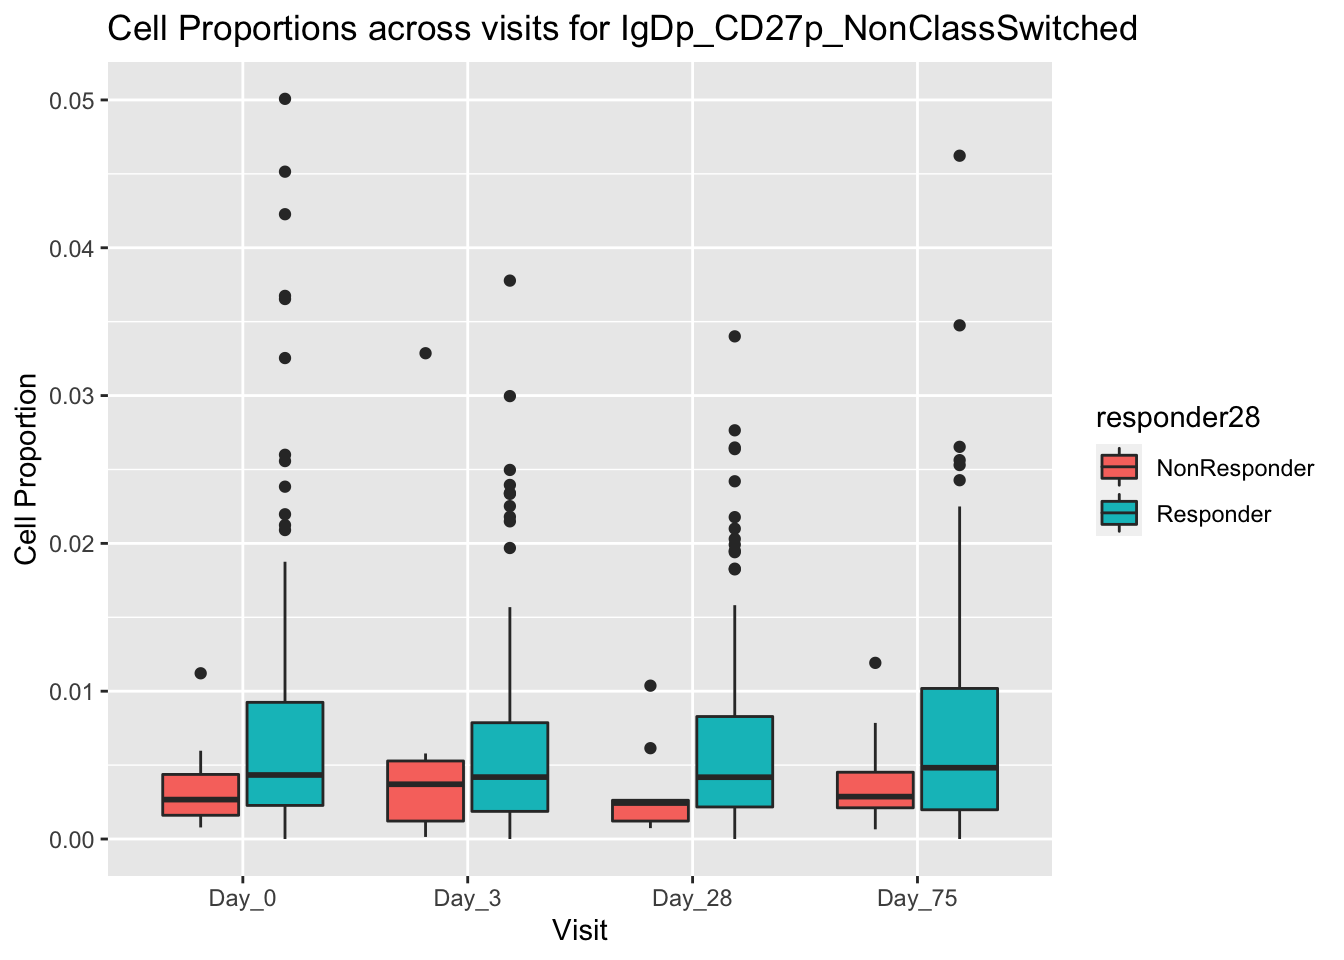 Cell Proportions across visits for IgDp_CD27p_NonClassSwitched
0.05
0.04
0.03
0.02
0.01
0.00
Cell Proportion
Day_0
Day_3
Day_28
Day_75
Visit
responder28
NonResponder
Responder